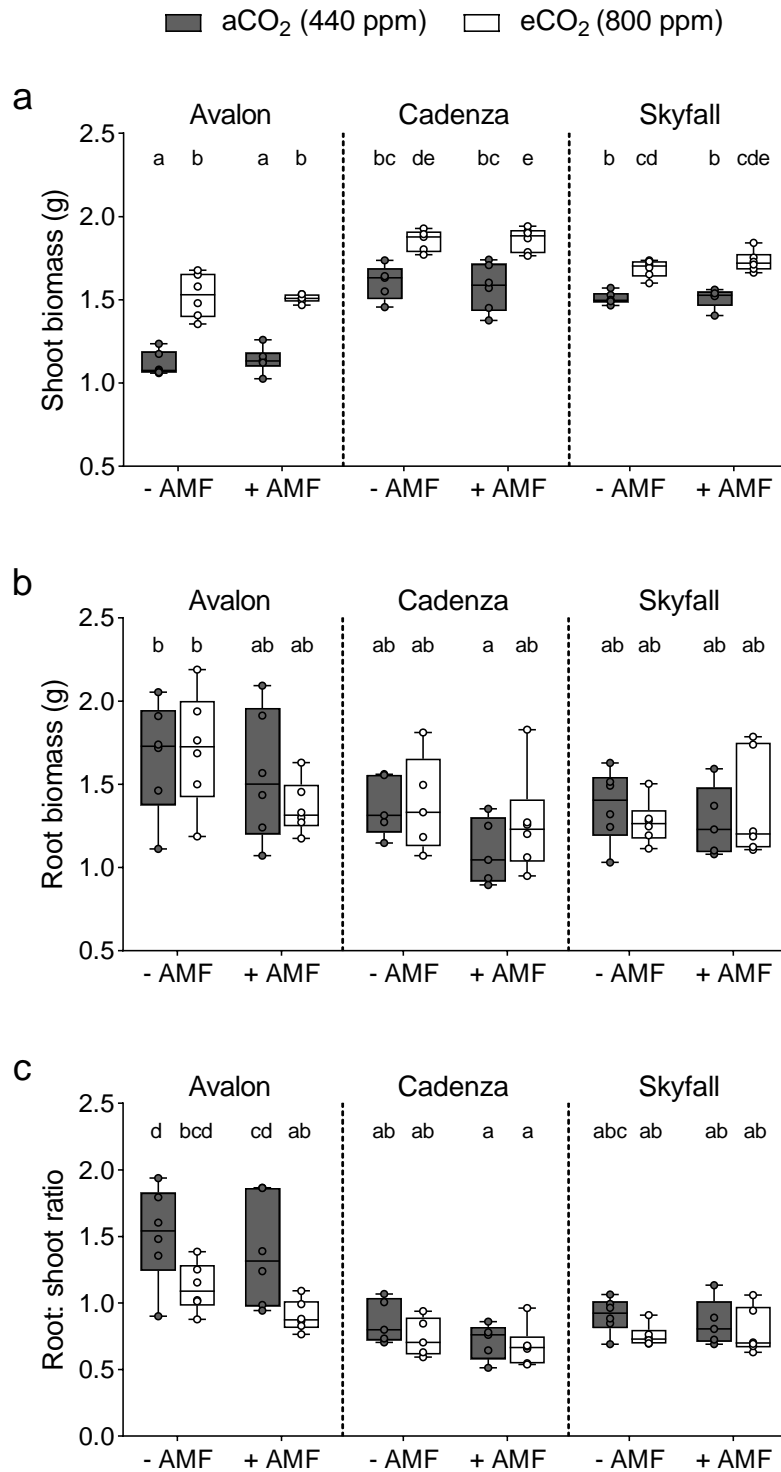 aCO₂ (440 ppm) eCO₂ (800 ppm)
a
Avalon Cadenza Skyfall
2.5
a b a b bc de bc e b cd b cde
2.0
Shoot biomass (g)
1.5
1.0
0.5
- AMF + AMF - AMF + AMF - AMF + AMF
b
Avalon Cadenza Skyfall
2.5
b b ab ab ab ab a ab ab ab ab ab
2.0
Root biomass (g)
1.5
1.0
0.5
- AMF + AMF - AMF + AMF - AMF + AMF
c
Avalon Cadenza Skyfall
2.5
d bcd cd ab ab ab a a abc ab ab ab
2.0
Root: shoot ratio
1.5
1.0
0.5
0.0
- AMF + AMF - AMF + AMF - AMF + AMF